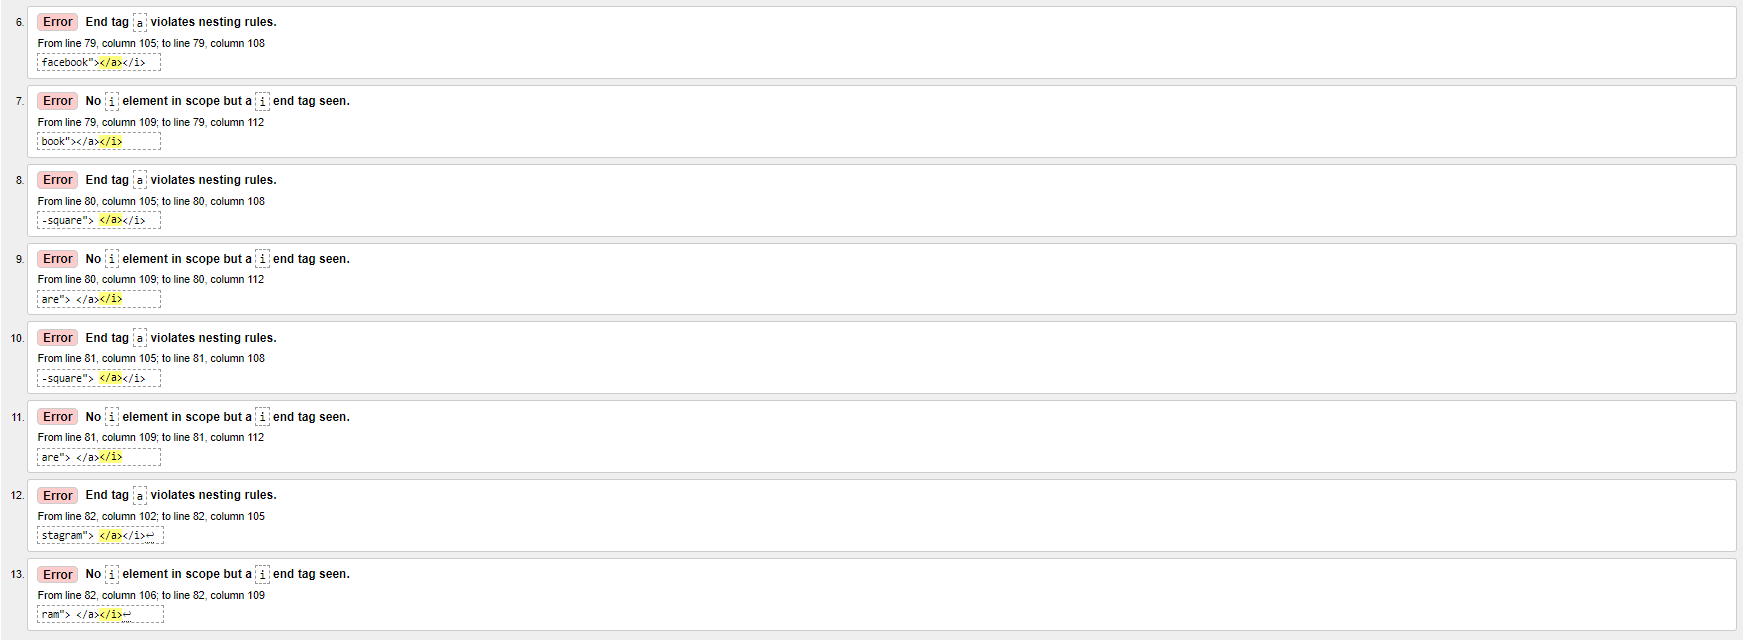 6. Error End tag a violates nesting rules.
From line 79, column 105; to line 79, column 108
facebook"></a></i>
7. Error No i element in scope but a i end tag seen.
From line 79, column 109; to line 79, column 112
book"></a></i>
8. Error End tag a violates nesting rules.
From line 80, column 105; to line 80, column 108
-square"> </a></i>
9. Error No i element in scope but a i end tag seen.
From line 80, column 109; to line 80, column 112
are"> </a></i>
10. Error End tag a violates nesting rules.
From line 81, column 105; to line 81, column 108
-square"> </a></i>
11. Error No i element in scope but a i end tag seen.
From line 81, column 109; to line 81, column 112
are"> </a></i>
12. Error End tag a violates nesting rules.
From line 82, column 102; to line 82, column 105
stagram"> </a></i>↩
13. Error No i element in scope but a i end tag seen.
From line 82, column 106; to line 82, column 109
ram"> </a></i>↩